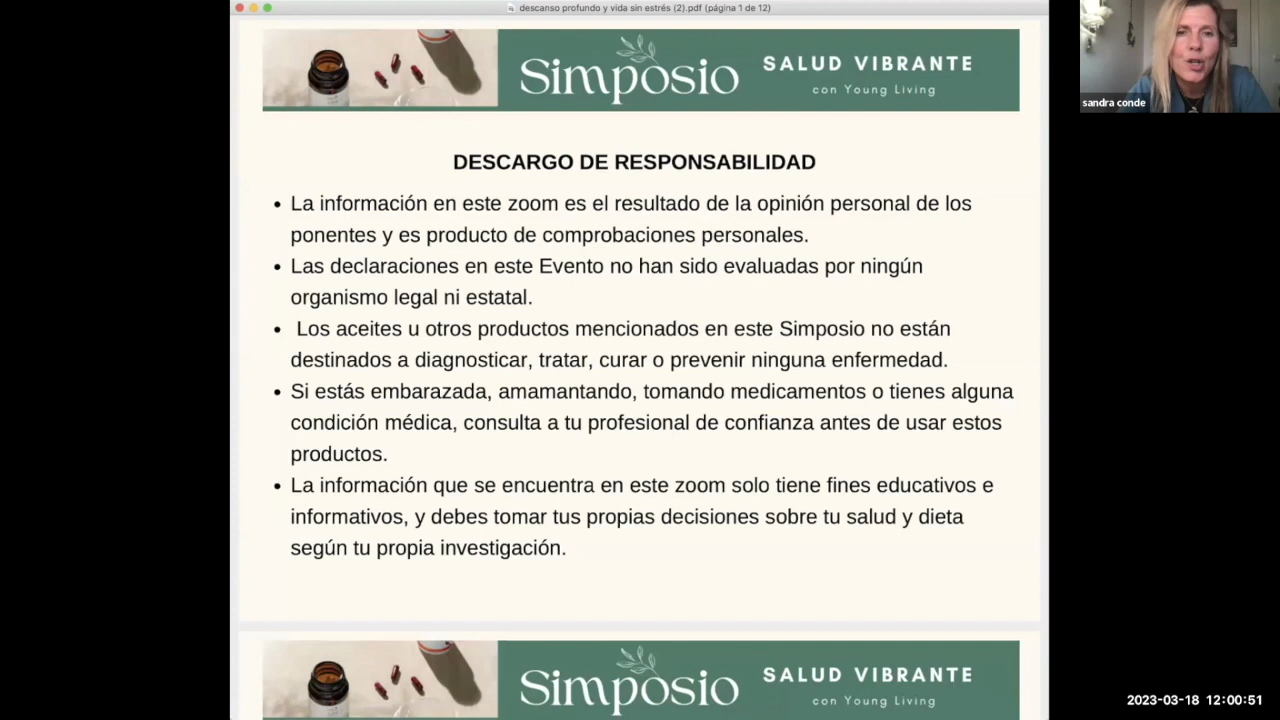 descanso profundo y vida sin estrés (2).pdf (página 1 de 12)
Simposio
SALUD VIBRANTE
con Young Living
sandra conde
DESCARGO DE RESPONSABILIDAD
• La información en este zoom es el resultado de la opinión personal de los
ponentes y es producto de comprobaciones personales.
• Las declaraciones en este Evento no han sido evaluadas por ningún
organismo legal ni estatal.
• Los aceites u otros productos mencionados en este Simposio no están
destinados a diagnosticar, tratar, curar o prevenir ninguna enfermedad.
• Si estás embarazada, amamantando, tomando medicamentos o tienes alguna
condición médica, consulta a tu profesional de confianza antes de usar estos
productos.
• La información que se encuentra en este zoom solo tiene fines educativos e
informativos, y debes tomar tus propias decisiones sobre tu salud y dieta
según tu propia investigación.
Simposio
SALUD VIBRANTE
con Young Living
2023-03-18 12:00:51